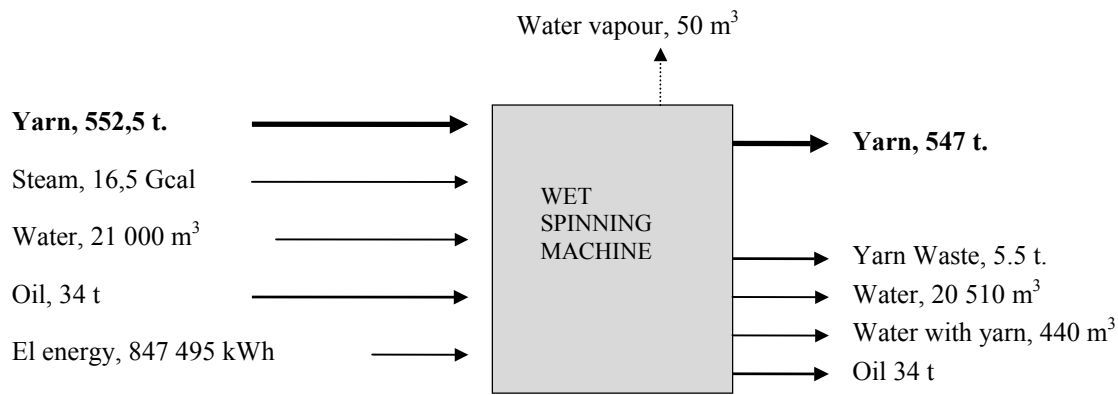 Water vapour, 50 m³
Yarn, 552,5 t.
Steam, 16,5 Gcal
Water, 21 000 m³
Oil, 34 t
El energy, 847 495 kWh
WET
SPINNING
MACHINE
Yarn, 547 t.
Yarn Waste, 5.5 t.
Water, 20 510 m³
Water with yarn, 440 m³
Oil 34 t